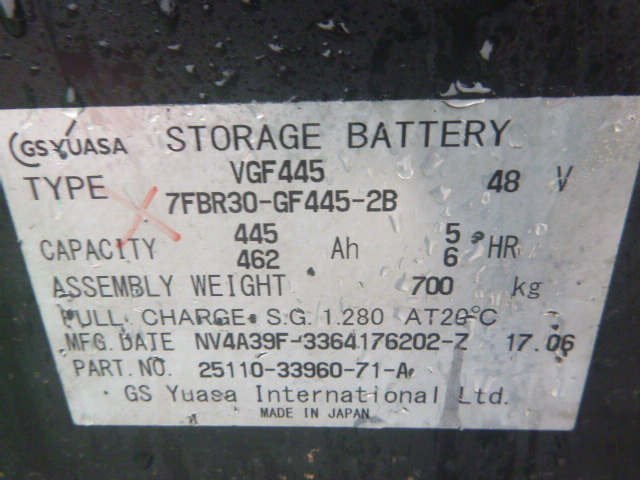 GS YUASA STORAGE BATTERY
TYPE VGF445 48 V
7FBR30-GF445-2B
CAPACITY 445 Ah 5 HR
462 6
ASSEMBLY WEIGHT 700 kg
FULL CHARGE S.G. 1.280 AT20°C
MFG.DATE NV4A39F-3364176202-Z 17.06
PART.NO. 25110-33960-71-A
GS Yuasa International Ltd.
MADE IN JAPAN